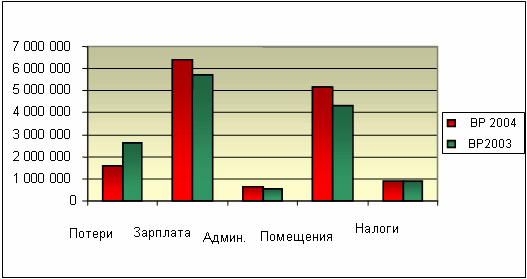 7 000 000
6 000 000
5 000 000
4 000 000
3 000 000
2 000 000
1 000 000
0
Потери
Зарплата
Админ.
Помещения
Налоги
ВР 2004
ВР2003